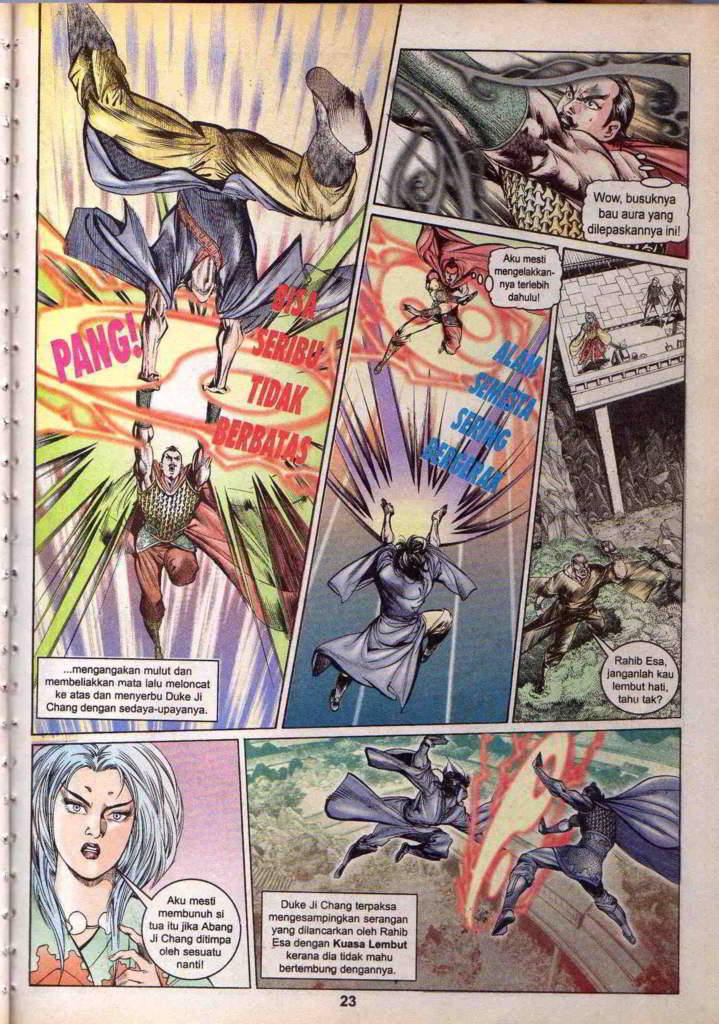 PANG!
BISA
SERIBU
TIDAK
BERBATAS
...mengangakan mulut dan
membeliakkan mata lalu meloncat
ke atas dan menyerbu Duke Ji
Chang dengan sedaya-upayanya.
Wow, busuknya
bau aura yang
dilepaskannya ini!
Aku mesti
mengelakkan-
nya terlebih
dahulu!
ALAM
SEMESTA
SERING
BERGERAK
Rahib Esa,
janganlah kau
lembut hati,
tahu tak?
Aku mesti
membunuh si
tua itu jika Abang
Ji Chang ditimpa
oleh sesuatu
nanti!
Duke Ji Chang terpaksa
mengesampingkan serangan
yang dilancarkan oleh Rahib
Esa dengan Kuasa Lembut
kerana dia tidak mahu
bertembung dengannya.
23